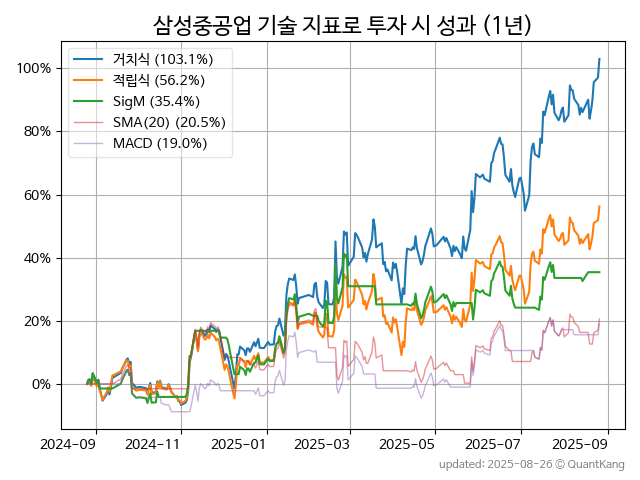 삼성중공업 기술 지표로 투자 시 성과 (1년)
거치식 (103.1%)
적립식 (56.2%)
SigM (35.4%)
SMA(20) (20.5%)
MACD (19.0%)
100%
80%
60%
40%
20%
0%
2024-09 2024-11 2025-01 2025-03 2025-05 2025-07 2025-09
updated: 2025-08-26 © QuantKang